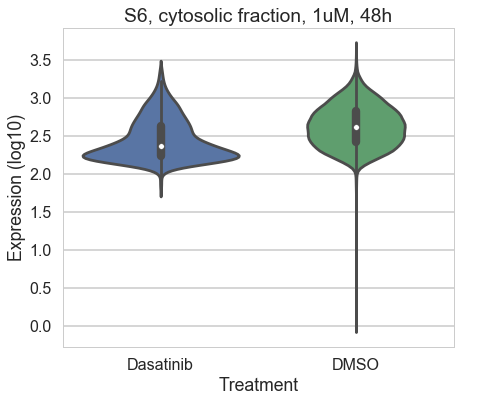 S6, cytosolic fraction, 1uM, 48h
Expression (log10)
3.5
3.0
2.5
2.0
1.5
1.0
0.5
0.0
Dasatinib
DMSO
Treatment